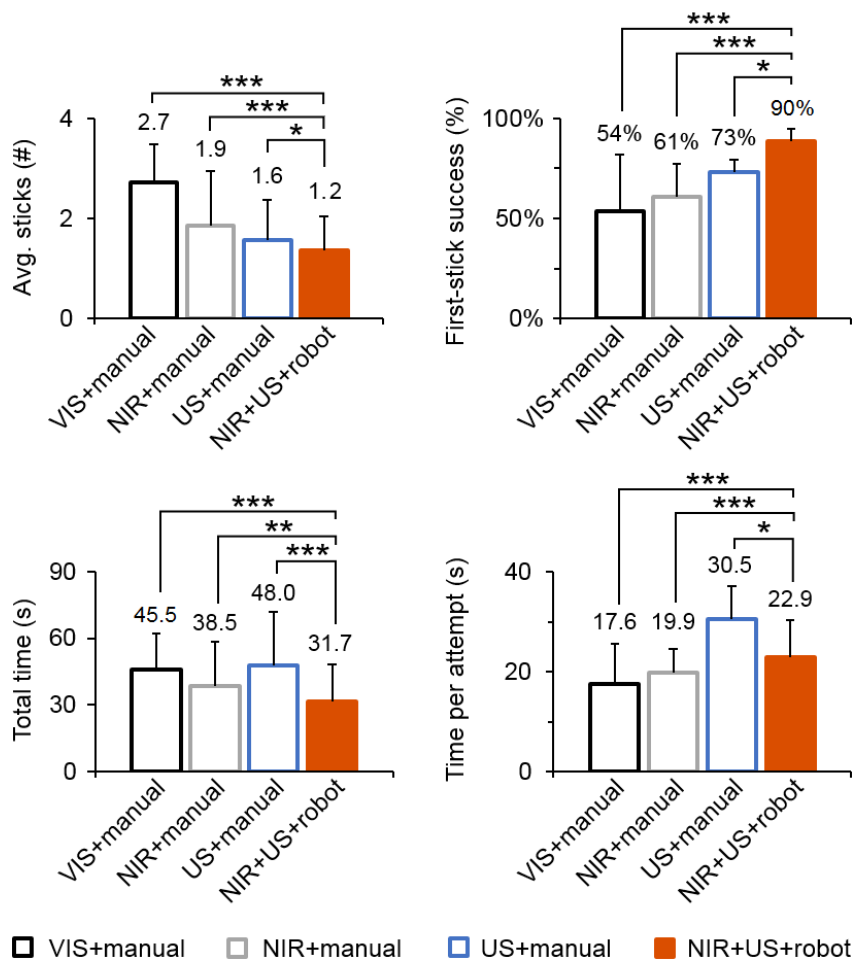 ***
***
*
4
2
0
Avg. sticks (#)
2.7
1.9
1.6
1.2
VIS+manual
NIR+manual
US+manual
NIR+US+robot
***
***
*
100%
50%
0%
First-stick success (%)
54%
61%
73%
90%
VIS+manual
NIR+manual
US+manual
NIR+US+robot
***
**
***
90
60
30
0
Total time (s)
45.5
38.5
48.0
31.7
VIS+manual
NIR+manual
US+manual
NIR+US+robot
***
***
*
40
20
0
Time per attempt (s)
17.6
19.9
30.5
22.9
VIS+manual
NIR+manual
US+manual
NIR+US+robot
VIS+manual NIR+manual US+manual NIR+US+robot